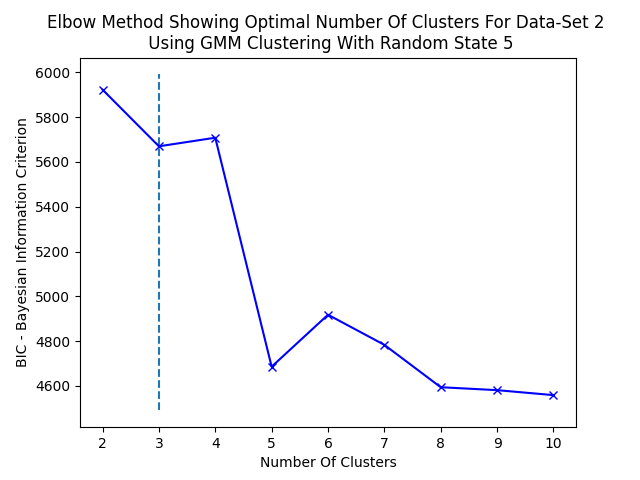 Elbow Method Showing Optimal Number Of Clusters For Data-Set 2
Using GMM Clustering With Random State 5
BIC - Bayesian Information Criterion
6000
5800
5600
5400
5200
5000
4800
4600
2 3 4 5 6 7 8 9 10
Number Of Clusters